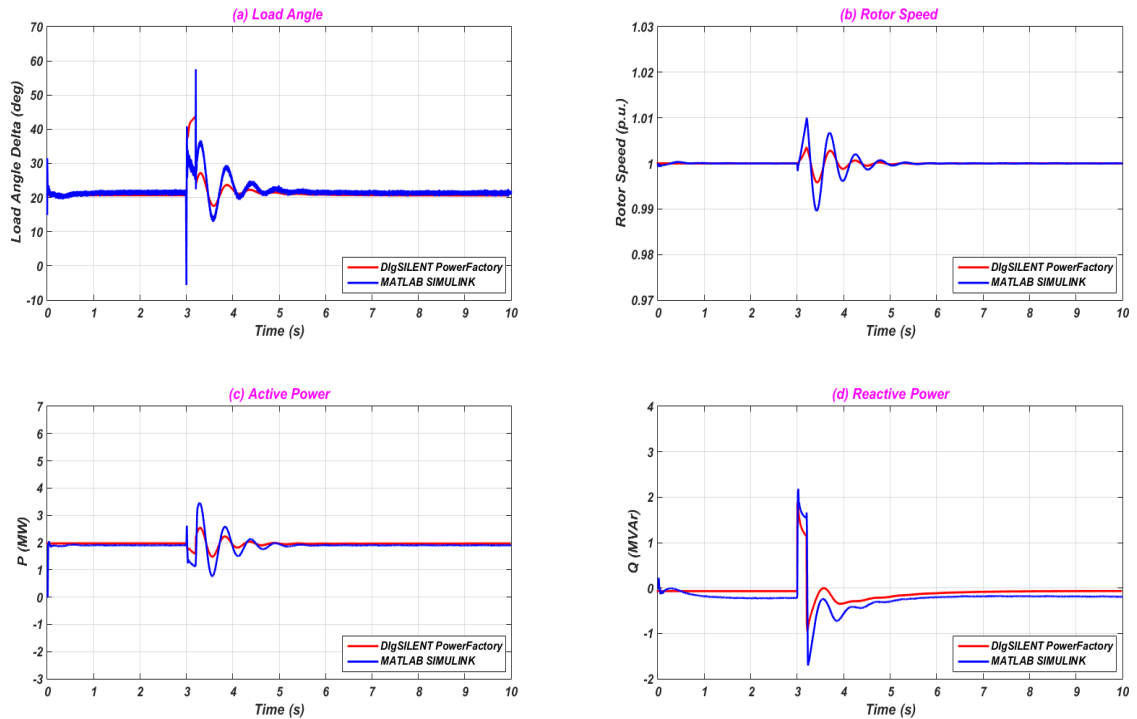 (a) Load Angle
70
60
50
40
30
20
10
0
-10
Load Angle Delta (deg)
0 1 2 3 4 5 6 7 8 9 10
Time (s)
DIgSILENT PowerFactory
MATLAB SIMULINK
(b) Rotor Speed
1.03
1.02
1.01
1
0.99
0.98
0.97
Rotor Speed (p.u.)
0 1 2 3 4 5 6 7 8 9 10
Time (s)
DIgSILENT PowerFactory
MATLAB SIMULINK
(c) Active Power
7
6
5
4
3
2
1
0
-1
-2
-3
P (MW)
0 1 2 3 4 5 6 7 8 9 10
Time (s)
DIgSILENT PowerFactory
MATLAB SIMULINK
(d) Reactive Power
4
3
2
1
0
-1
-2
Q (MVAr)
0 1 2 3 4 5 6 7 8 9 10
Time (s)
DIgSILENT PowerFactory
MATLAB SIMULINK